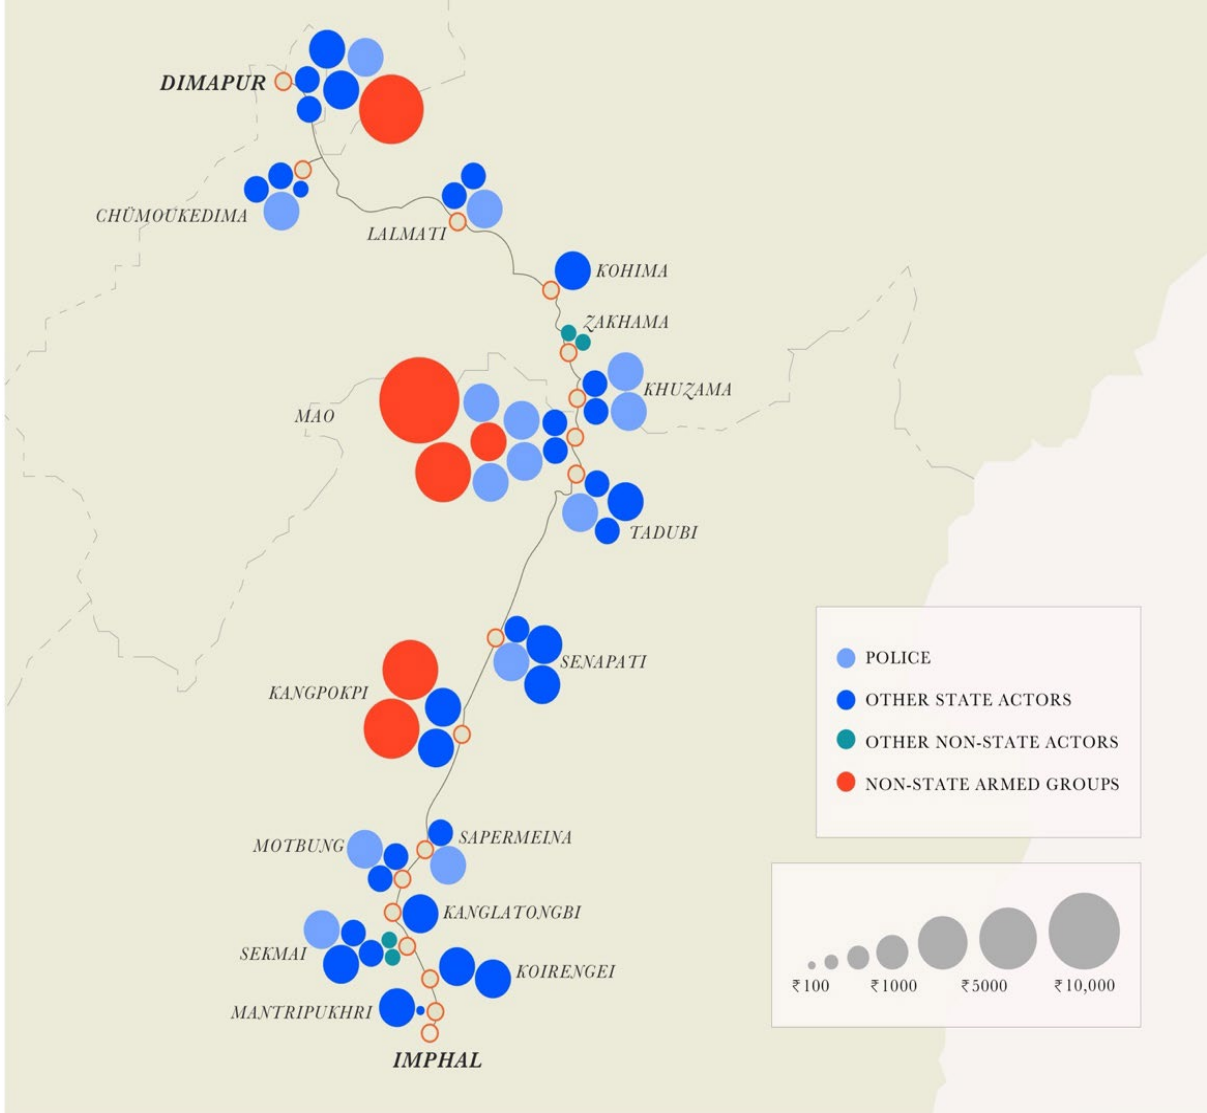 DIMAPUR
CHÜMOUKEDIMA
LALMATI
KOHIMA
ZAKHAMA
KHUZAMA
MAO
TADUBI
SENAPATI
KANGPOKPI
MOTBUNG
SAPERMEINA
KANGLATONGBI
SEKMAI
KOIRENGEI
MANTRIPUKHRI
IMPHAL
POLICE
OTHER STATE ACTORS
OTHER NON-STATE ACTORS
NON-STATE ARMED GROUPS
₹100 ₹1000 ₹5000 ₹10,000